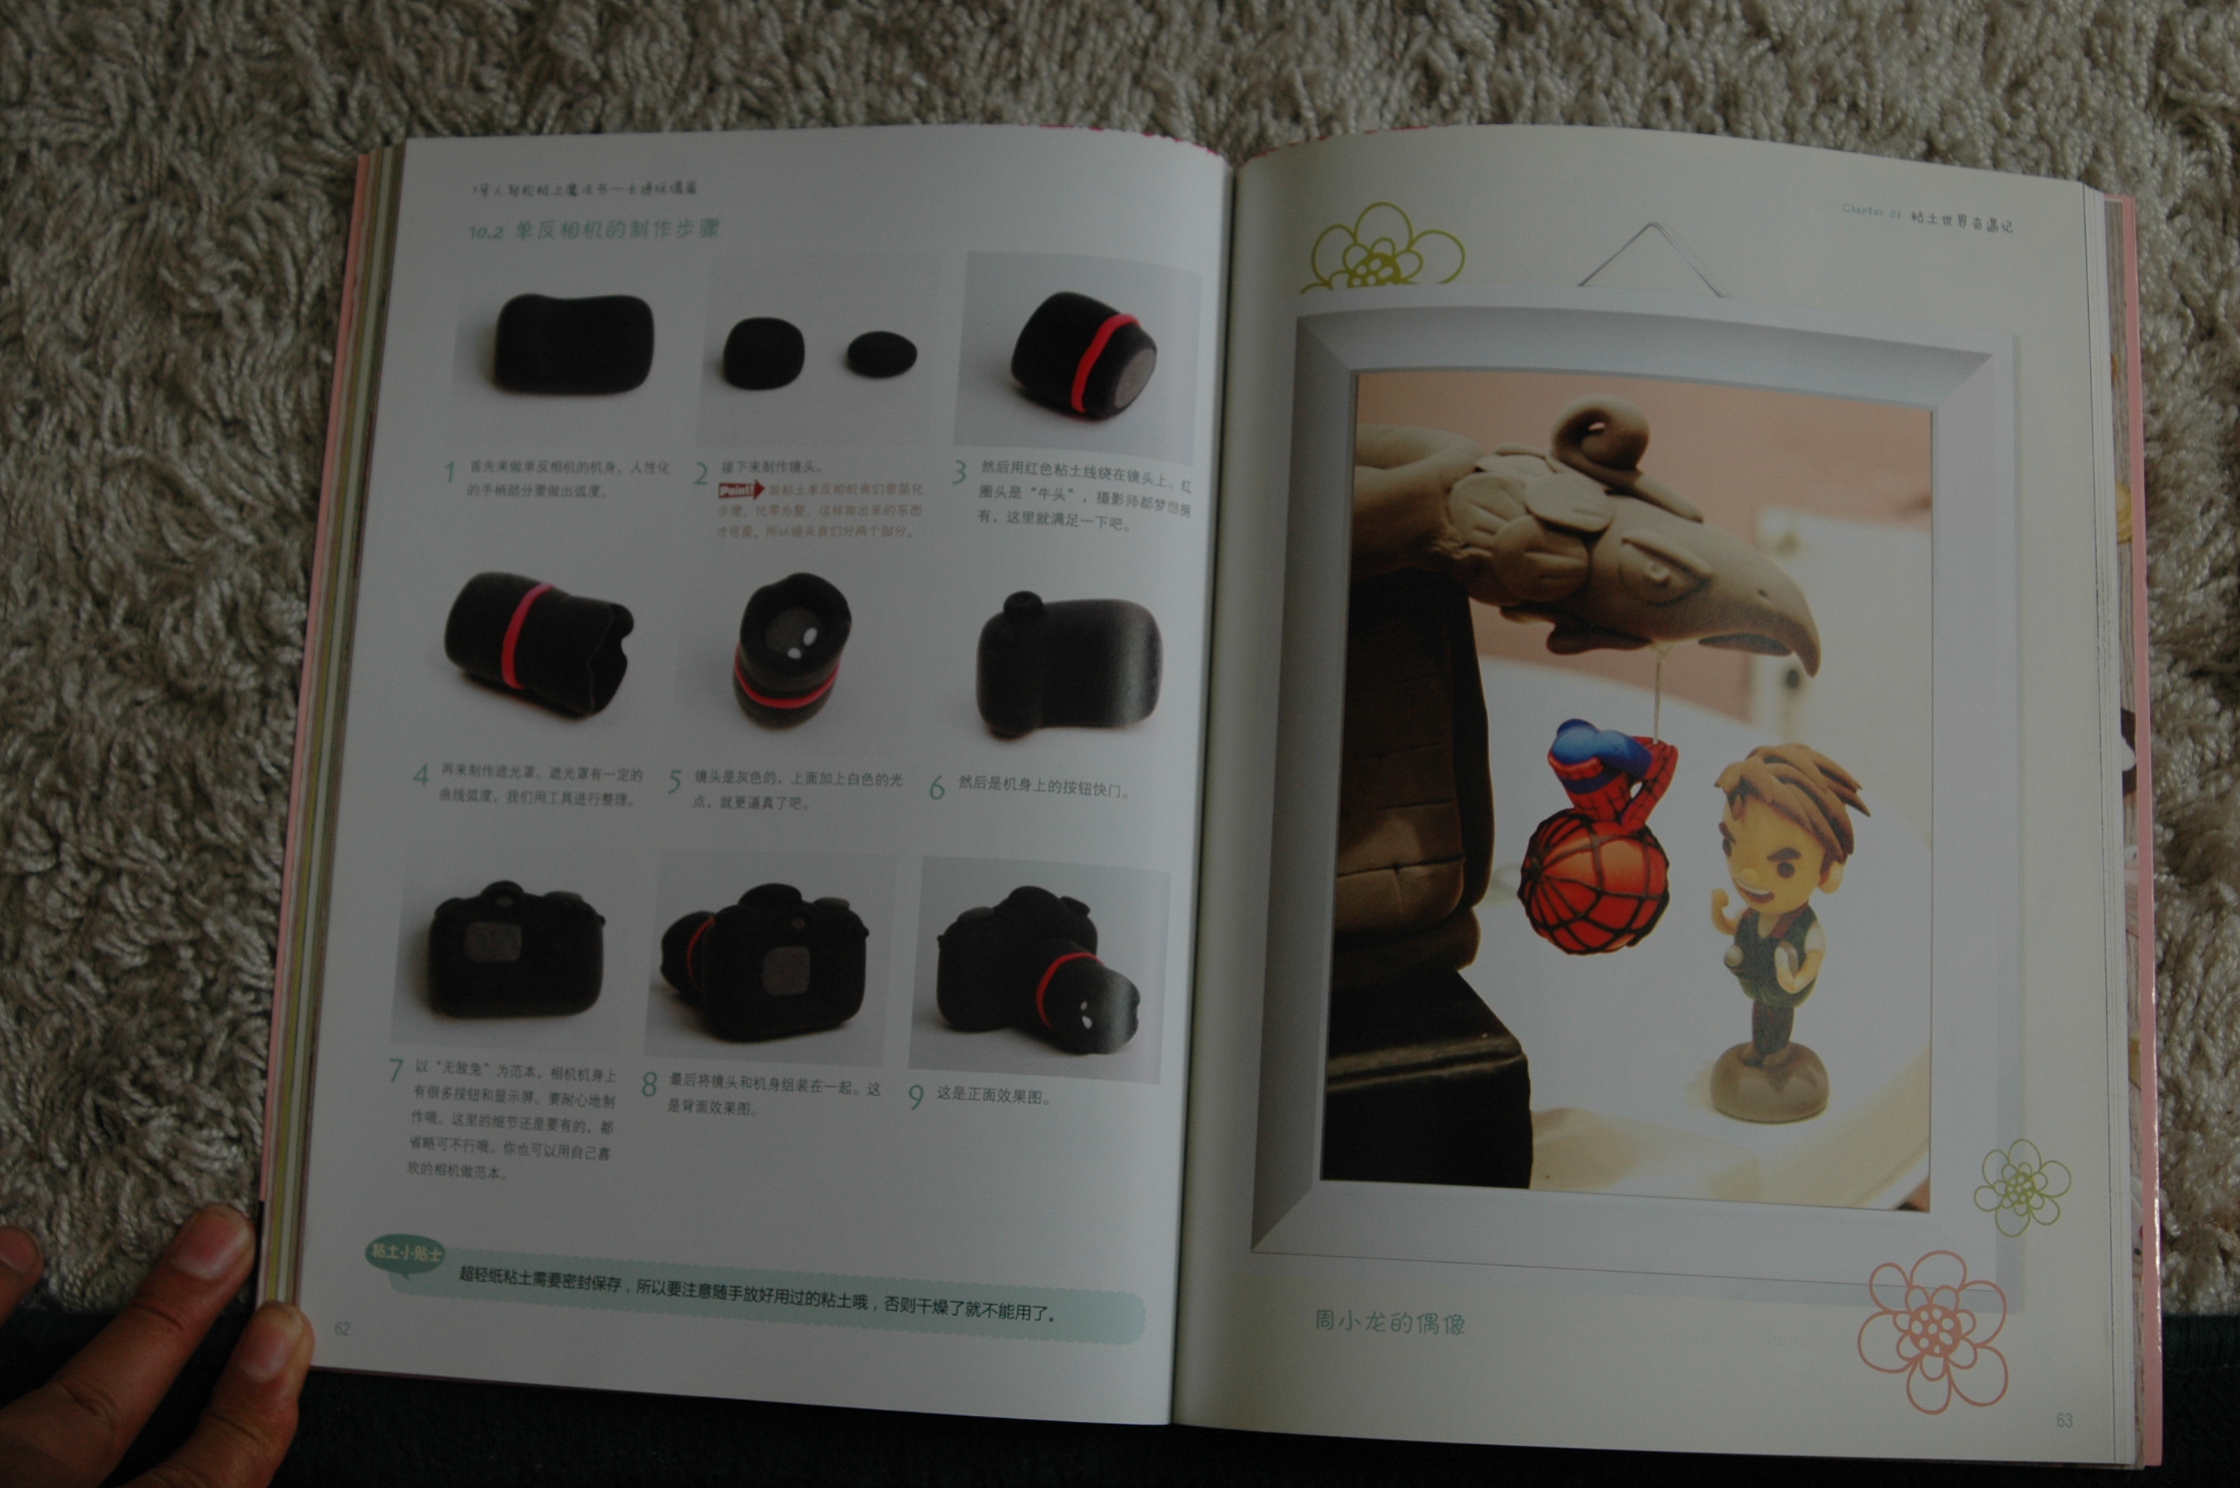 10.2 单反相机的制作步骤
1 首先来做单反相机的机身，人性化
的手柄部分要做出弧度。
2 接下来制作镜头。
Point!
3 然后用红色粘土线绕在镜头上。红
圈头是“牛头”，摄影师都梦想拥
有，这里就满足一下吧。
4 再来制作遮光罩。遮光罩有一定的
曲线弧度，我们用工具进行整理。
5 镜头是灰色的，上面加上白色的光
点，就更逼真了吧。
6 然后是机身上的按钮快门。
7 以“无敌兔”为范本，相机机身上
有很多按钮和显示屏。要耐心地制
作哦。这里的细节还是要有的，都
省略可不行哦。你也可以用自己喜
欢的相机做范本。
8 最后将镜头和机身组装在一起。这
是背面效果图。
9 这是正面效果图。
粘土小贴士
超轻纸粘土需要密封保存，所以要注意随手放好用过的粘土哦，否则干燥了就不能用了。
62
Chapter 01 粘土世界奇遇记
周小龙的偶像
63